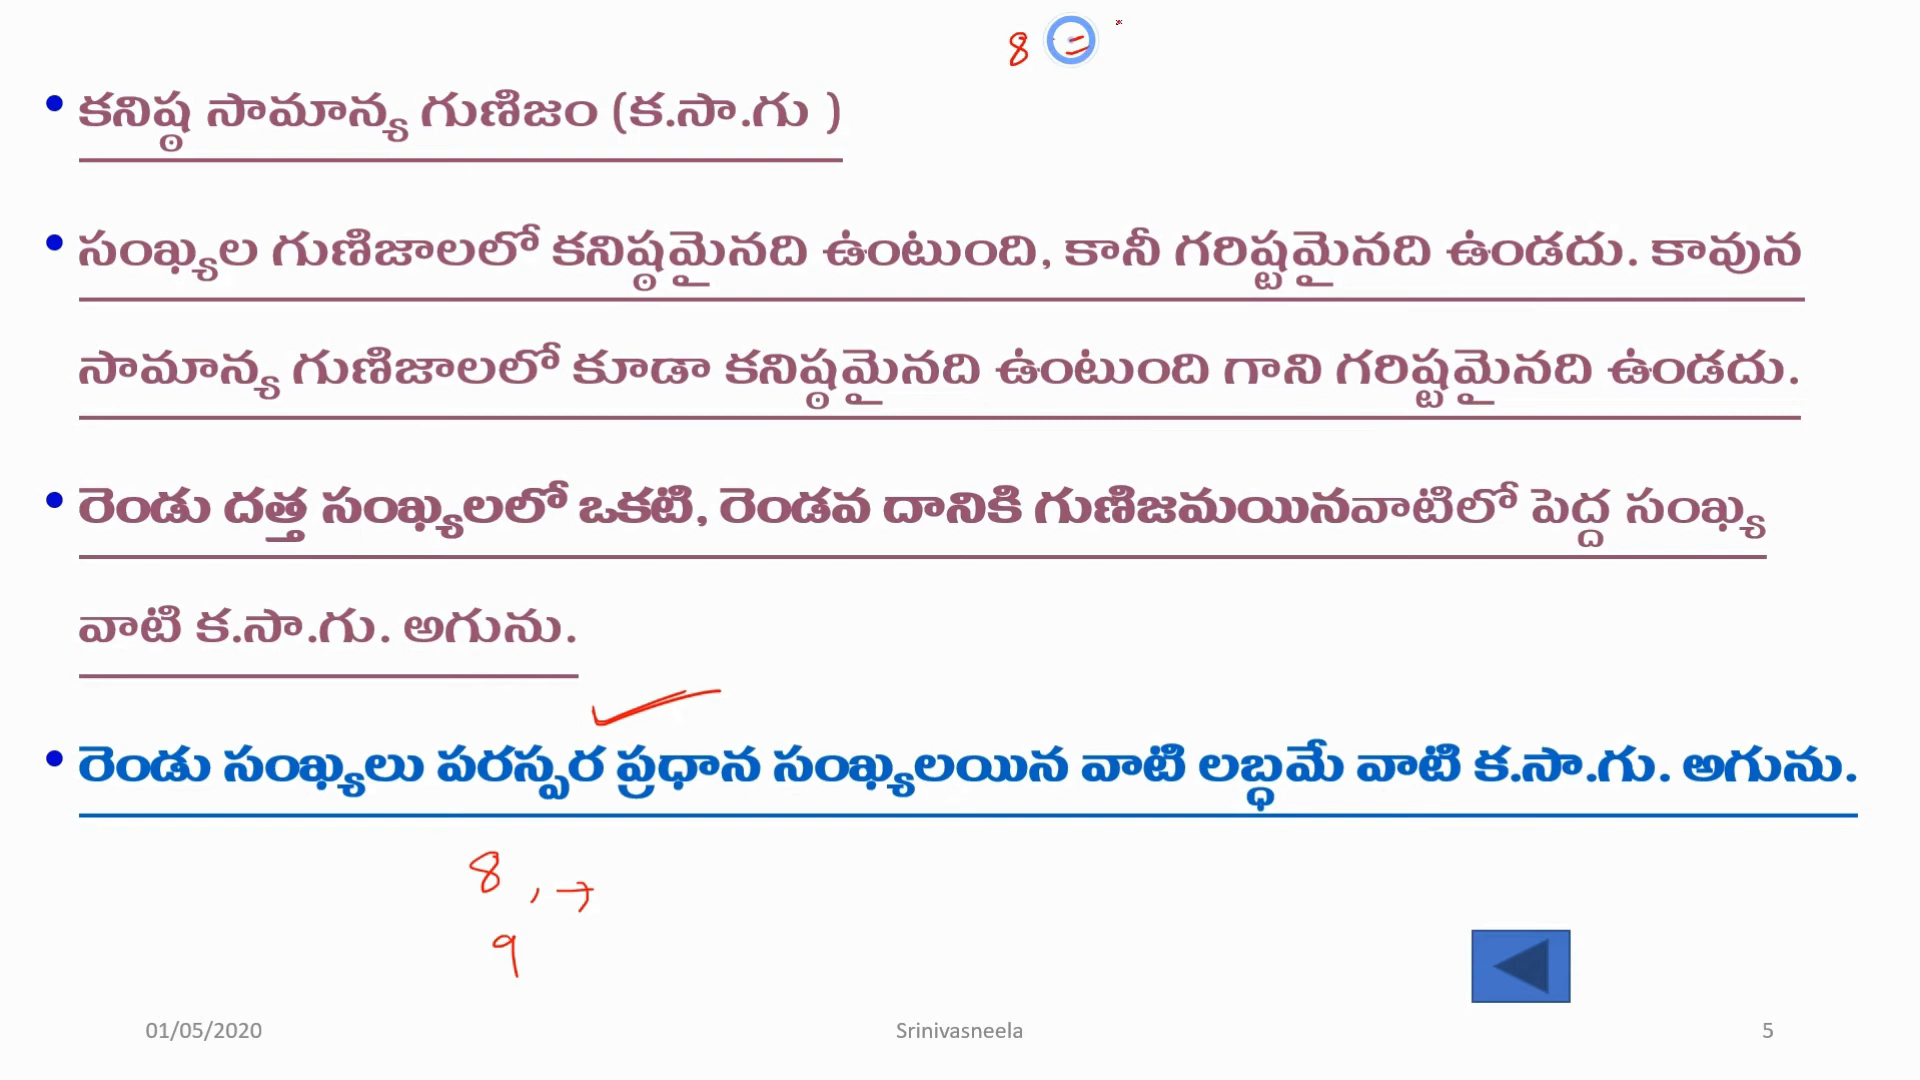 8 =
కనిష్ఠ సామాన్య గుణిజం (క.సా.గు )
సంఖ్యల గుణిజాలలో కనిష్ఠమైనది ఉంటుంది, కానీ గరిష్టమైనది ఉండదు. కావున
సామాన్య గుణిజాలలో కూడా కనిష్ఠమైనది ఉంటుంది గాని గరిష్టమైనది ఉండదు.
రెండు దత్త సంఖ్యలలో ఒకటి, రెండవ దానికి గుణిజమయినవాటిలో పెద్ద సంఖ్య
వాటి క.సా.గు. అగును.
రెండు సంఖ్యలు పరస్పర ప్రధాన సంఖ్యలయిన వాటి లబ్ధమే వాటి క.సా.గు. అగును.
8 , 7
9
01/05/2020 Srinivasneela 5